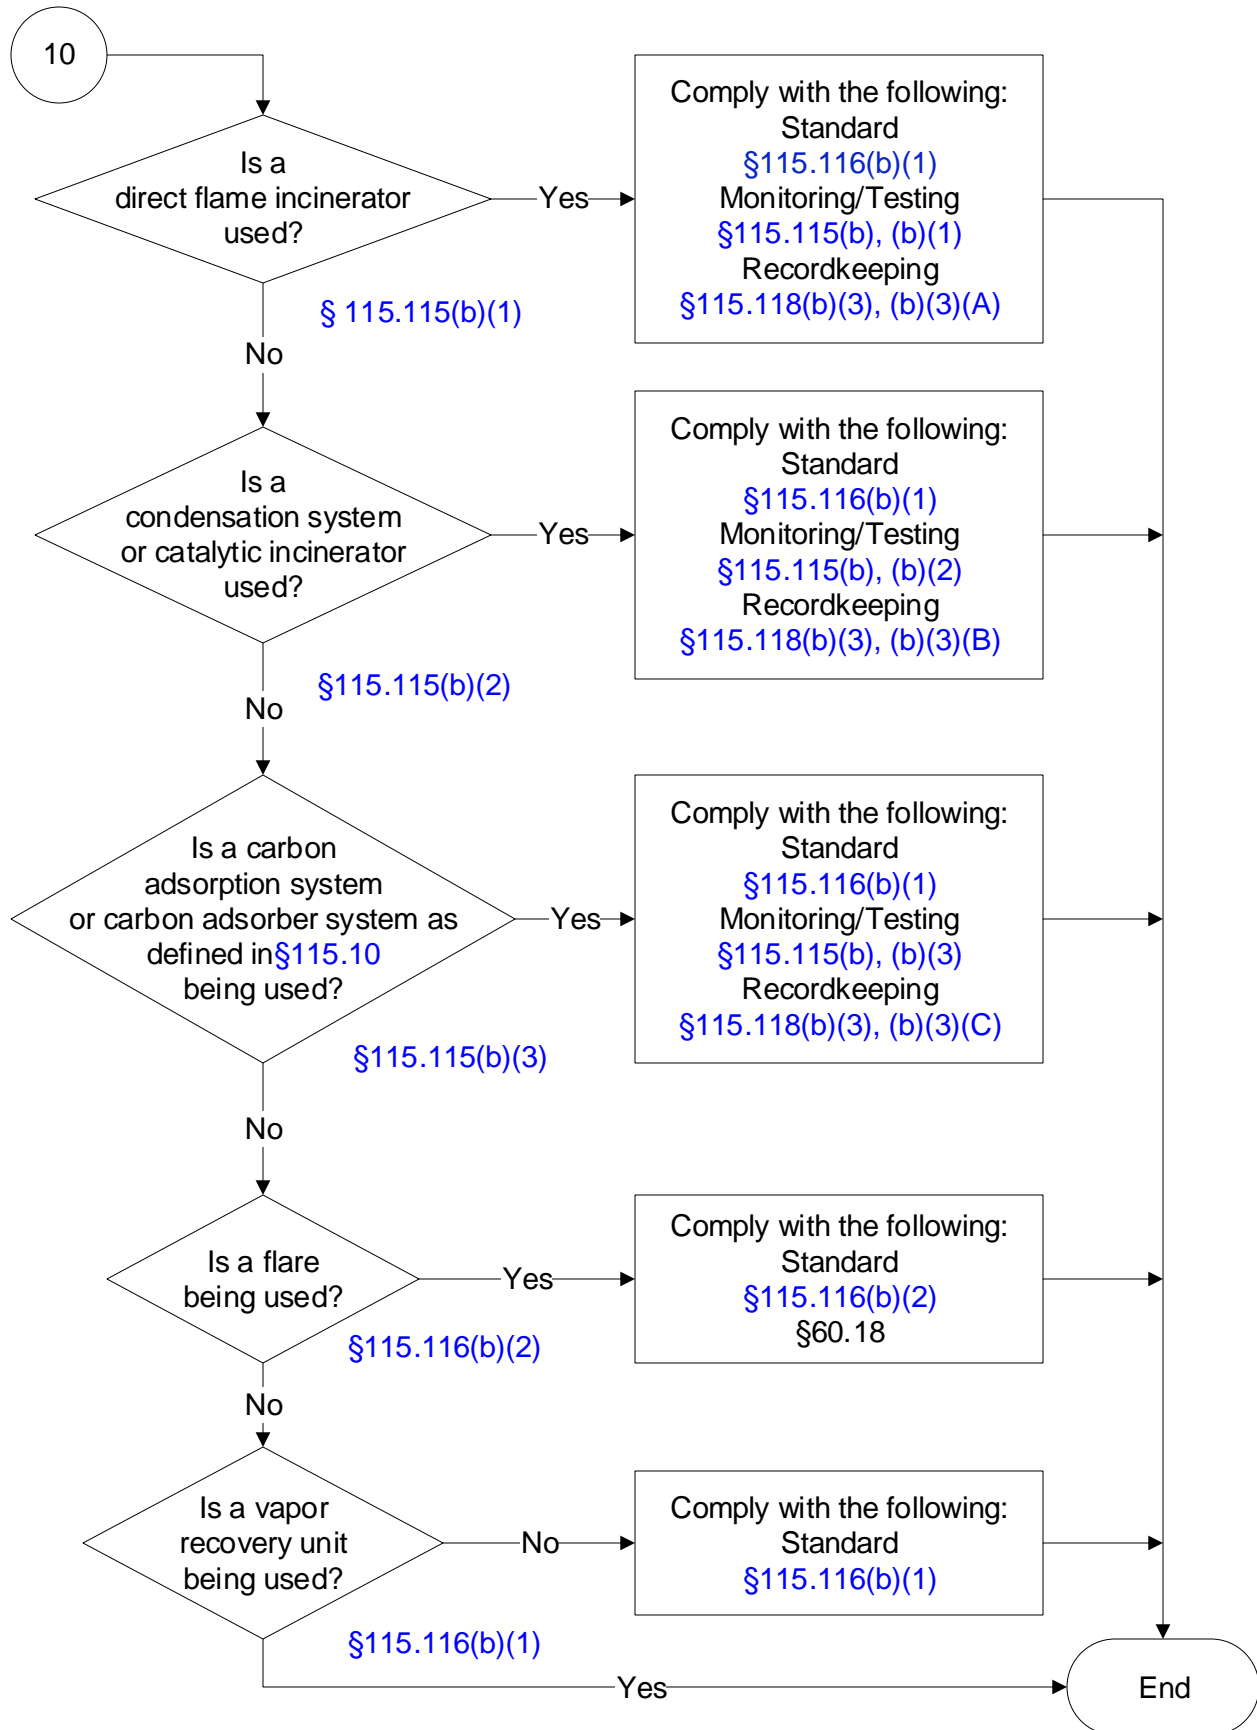 10
Is a
direct flame incinerator
used?
Yes
Comply with the following:
Standard
§115.116(b)(1)
Monitoring/Testing
§115.115(b), (b)(1)
Recordkeeping
§115.118(b)(3), (b)(3)(A)
§ 115.115(b)(1)
No
Is a
condensation system
or catalytic incinerator
used?
Yes
Comply with the following:
Standard
§115.116(b)(1)
Monitoring/Testing
§115.115(b), (b)(2)
Recordkeeping
§115.118(b)(3), (b)(3)(B)
§115.115(b)(2)
No
Is a carbon
adsorption system
or carbon adsorber system as
defined in§115.10
being used?
Yes
Comply with the following:
Standard
§115.116(b)(1)
Monitoring/Testing
§115.115(b), (b)(3)
Recordkeeping
§115.118(b)(3), (b)(3)(C)
§115.115(b)(3)
No
Is a flare
being used?
Yes
Comply with the following:
Standard
§115.116(b)(2)
§60.18
§115.116(b)(2)
No
Is a vapor
recovery unit
being used?
No
Comply with the following:
Standard
§115.116(b)(1)
§115.116(b)(1)
Yes
End